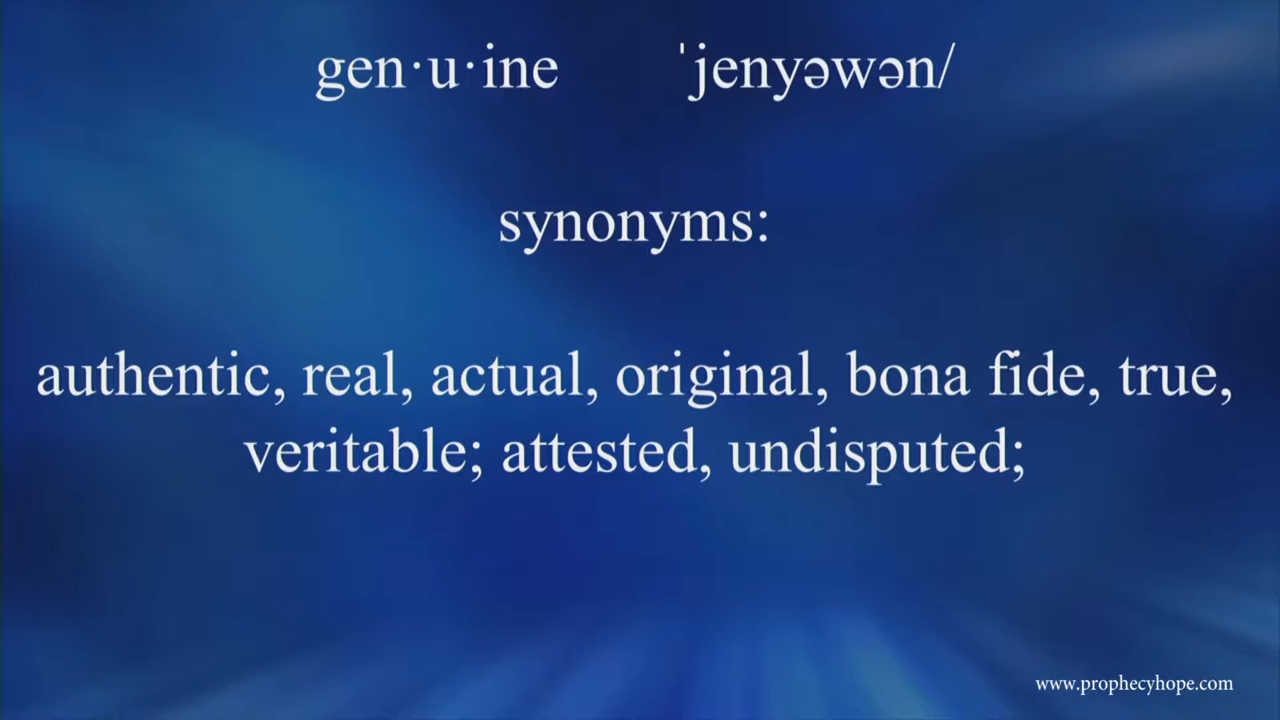 gen·u·ine ˈjenyəwən/
synonyms:
authentic, real, actual, original, bona fide, true,
veritable; attested, undisputed;
www.prophecyhope.com